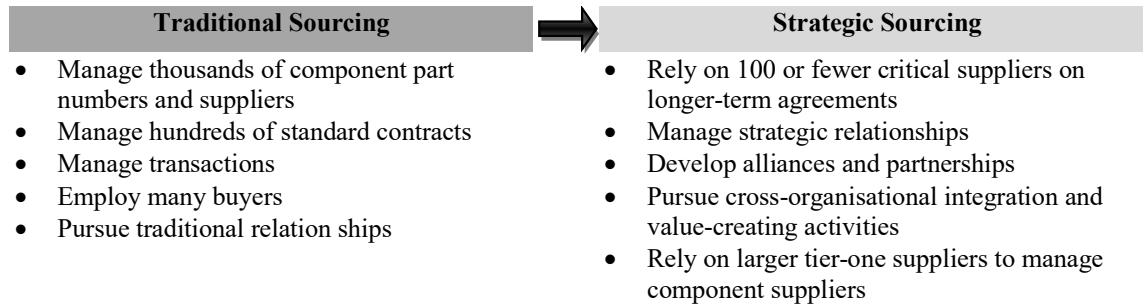 Traditional Sourcing
• Manage thousands of component part
numbers and suppliers
• Manage hundreds of standard contracts
• Manage transactions
• Employ many buyers
• Pursue traditional relation ships
Strategic Sourcing
• Rely on 100 or fewer critical suppliers on
longer-term agreements
• Manage strategic relationships
• Develop alliances and partnerships
• Pursue cross-organisational integration and
value-creating activities
• Rely on larger tier-one suppliers to manage
component suppliers